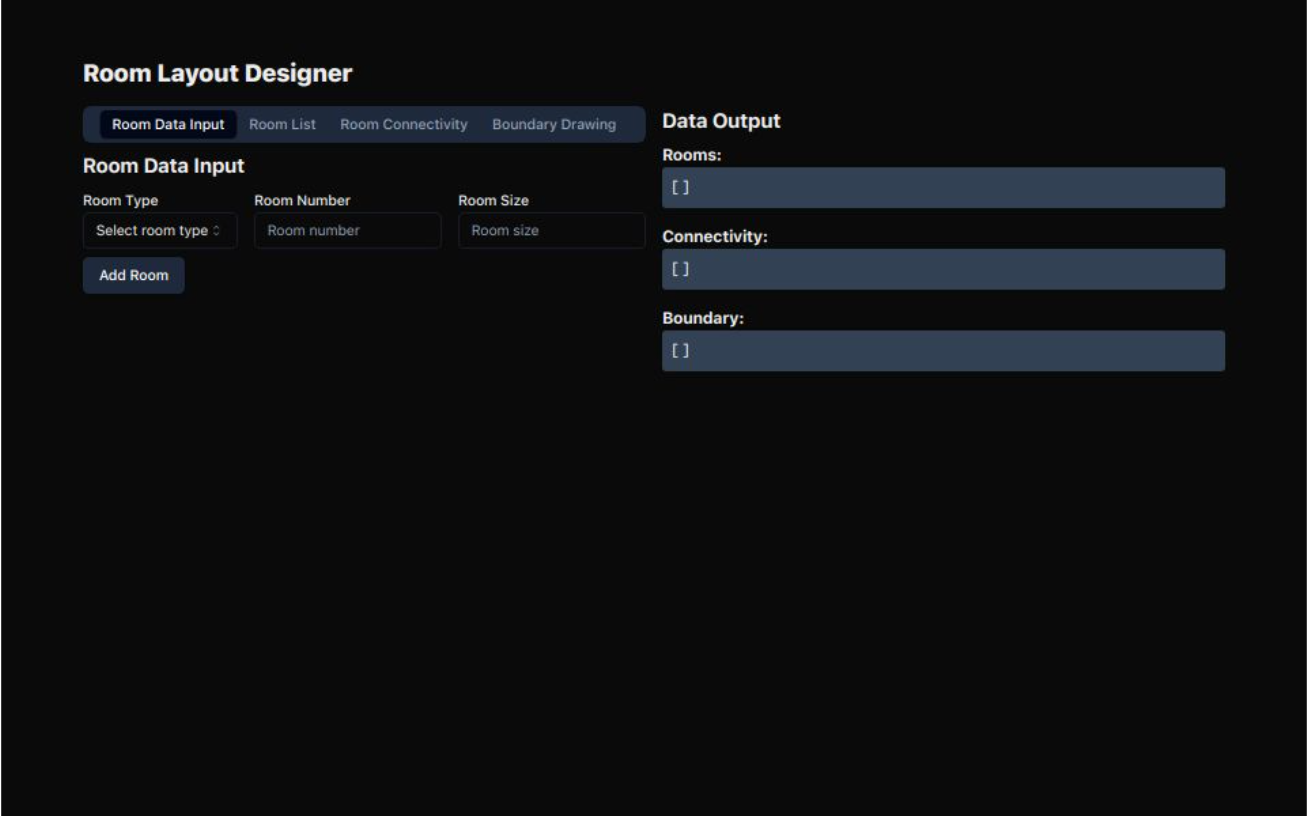 Room Layout Designer
Room Data Input Room List Room Connectivity Boundary Drawing
Room Data Input
Room Type Room Number Room Size
Select room type Room number Room size
Add Room
Data Output
Rooms:
[]
Connectivity:
[]
Boundary:
[]